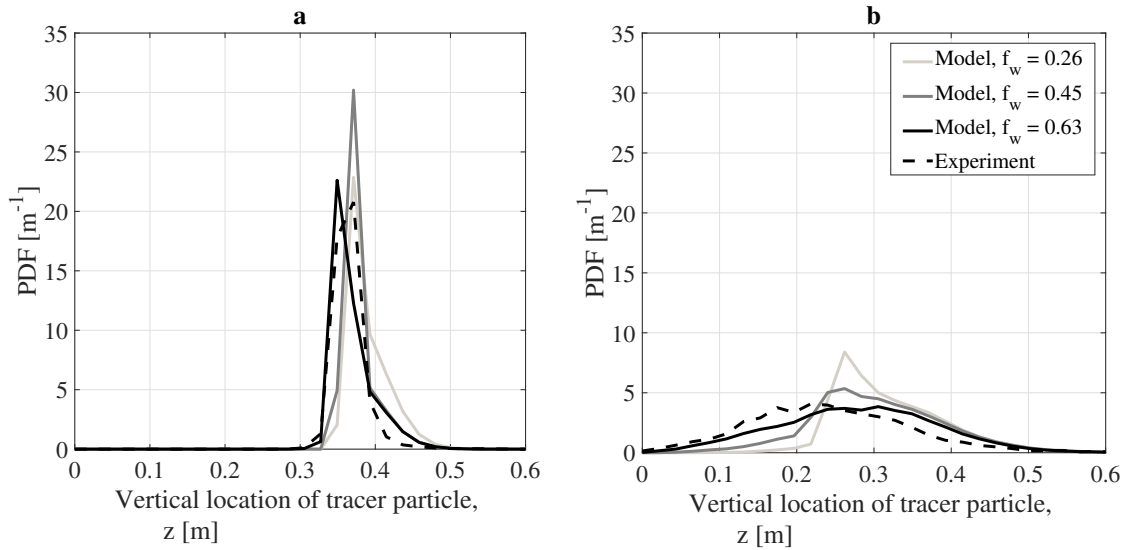 a
35
30
25
20
15
10
5
0
PDF [m^-1]
0 0.1 0.2 0.3 0.4 0.5 0.6
Vertical location of tracer particle,
z [m]
b
35
30
25
20
15
10
5
0
PDF [m^-1]
0 0.1 0.2 0.3 0.4 0.5 0.6
Vertical location of tracer particle,
z [m]
Model, f_w = 0.26
Model, f_w = 0.45
Model, f_w = 0.63
Experiment